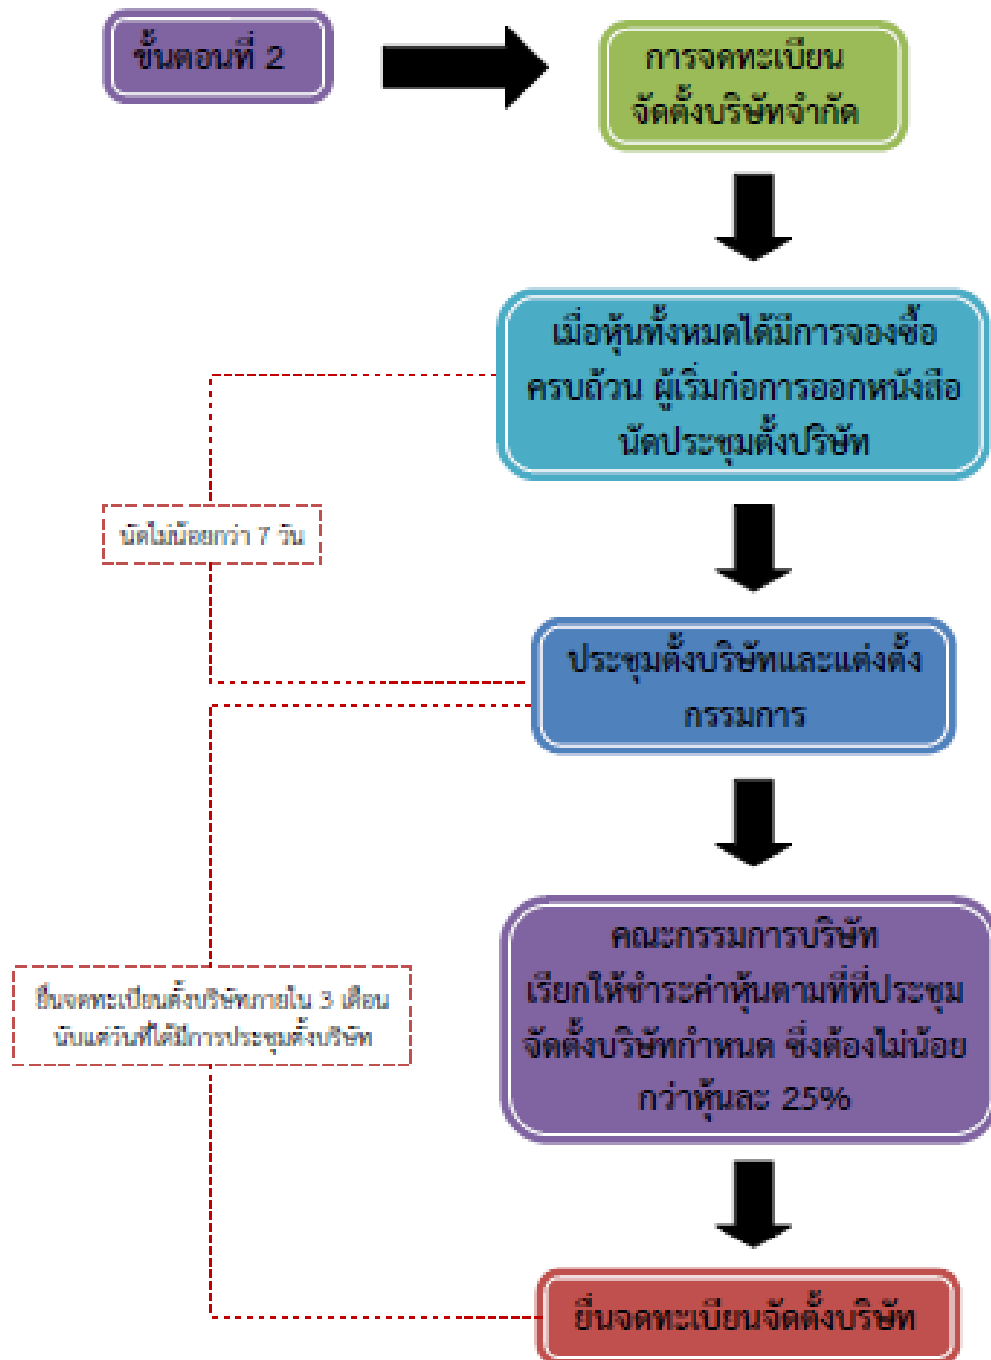 ขั้นตอนที่ 2
การจดทะเบียน
จัดตั้งบริษัทจำกัด
เมื่อหุ้นทั้งหมดได้มีการจองซื้อ
ครบถ้วน ผู้เริ่มก่อการออกหนังสือ
นัดประชุมตั้งบริษัท
นัดไม่น้อยกว่า 7 วัน
ประชุมตั้งบริษัทและแต่งตั้ง
กรรมการ
คณะกรรมการบริษัท
เรียกให้ชำระค่าหุ้นตามที่ที่ประชุม
จัดตั้งบริษัทกำหนด ซึ่งต้องไม่น้อย
กว่าหุ้นละ 25%
ยื่นจดทะเบียนตั้งบริษัทภายใน 3 เดือน
นับแต่วันที่ได้มีการประชุมตั้งบริษัท
ยื่นจดทะเบียนจัดตั้งบริษัท